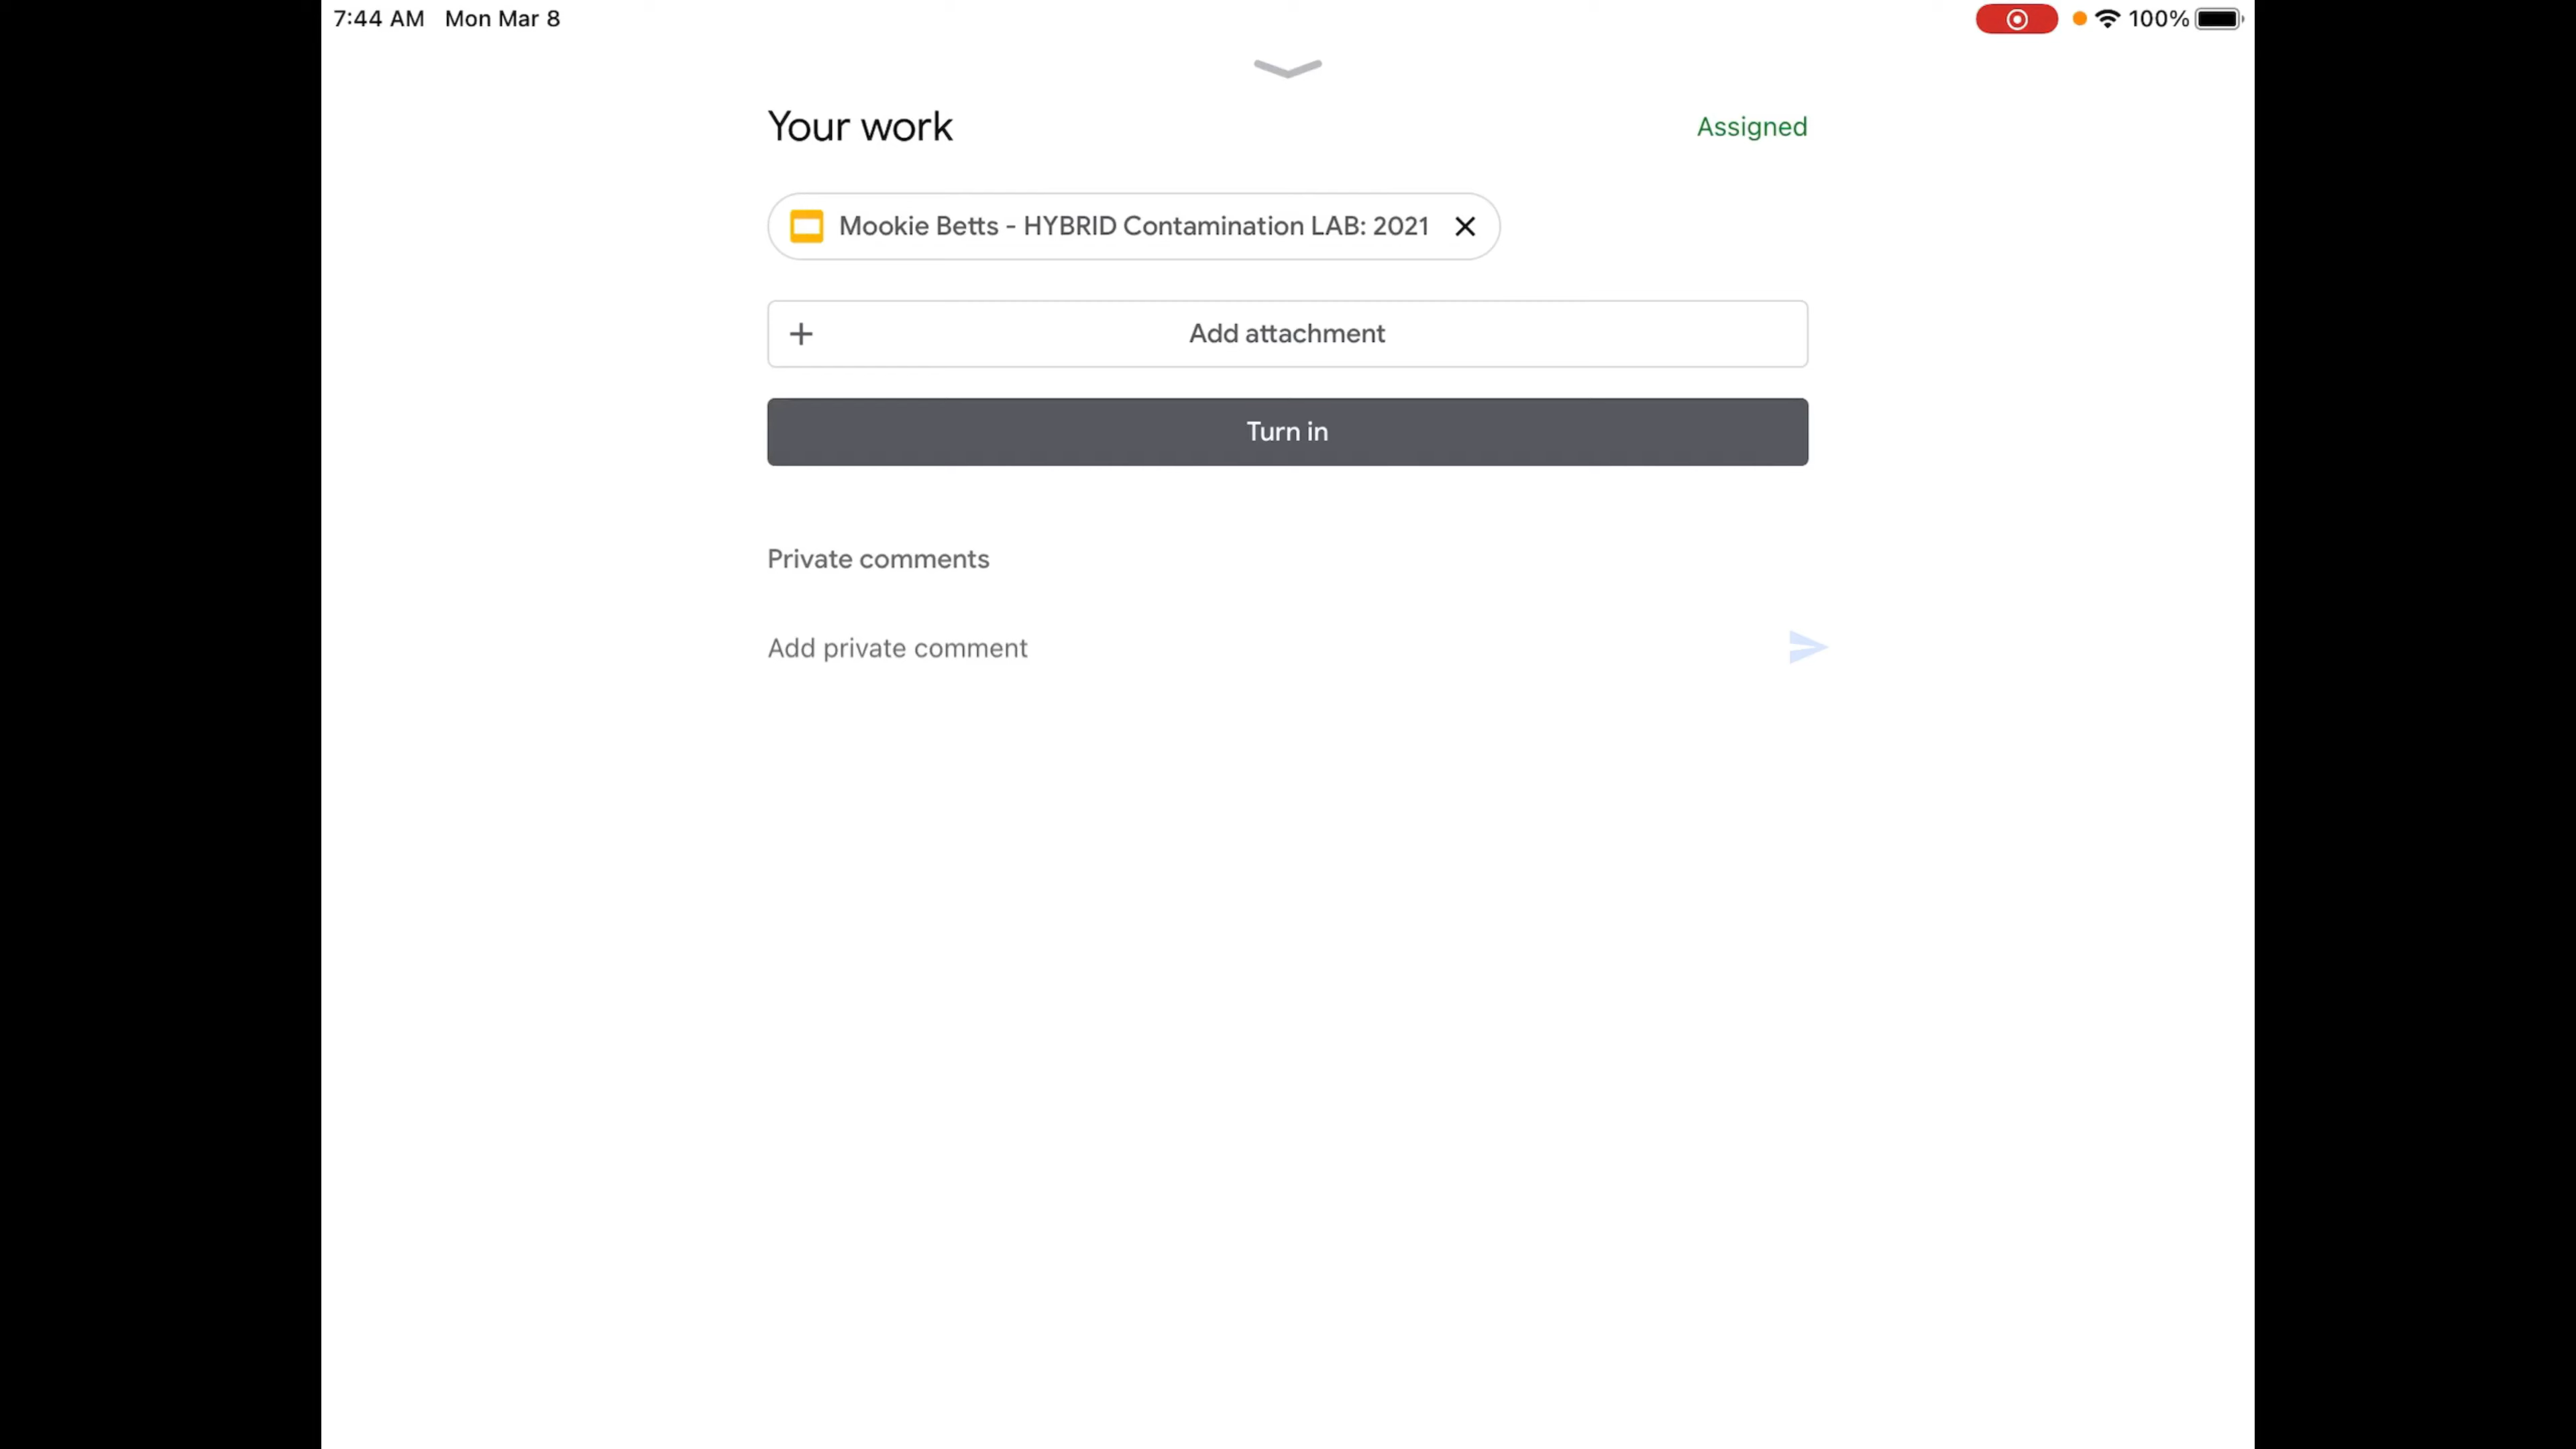 7:44 AM Mon Mar 8 100%
Your work Assigned
Mookie Betts - HYBRID Contamination LAB: 2021
Add attachment
Turn in
Private comments
Add private comment